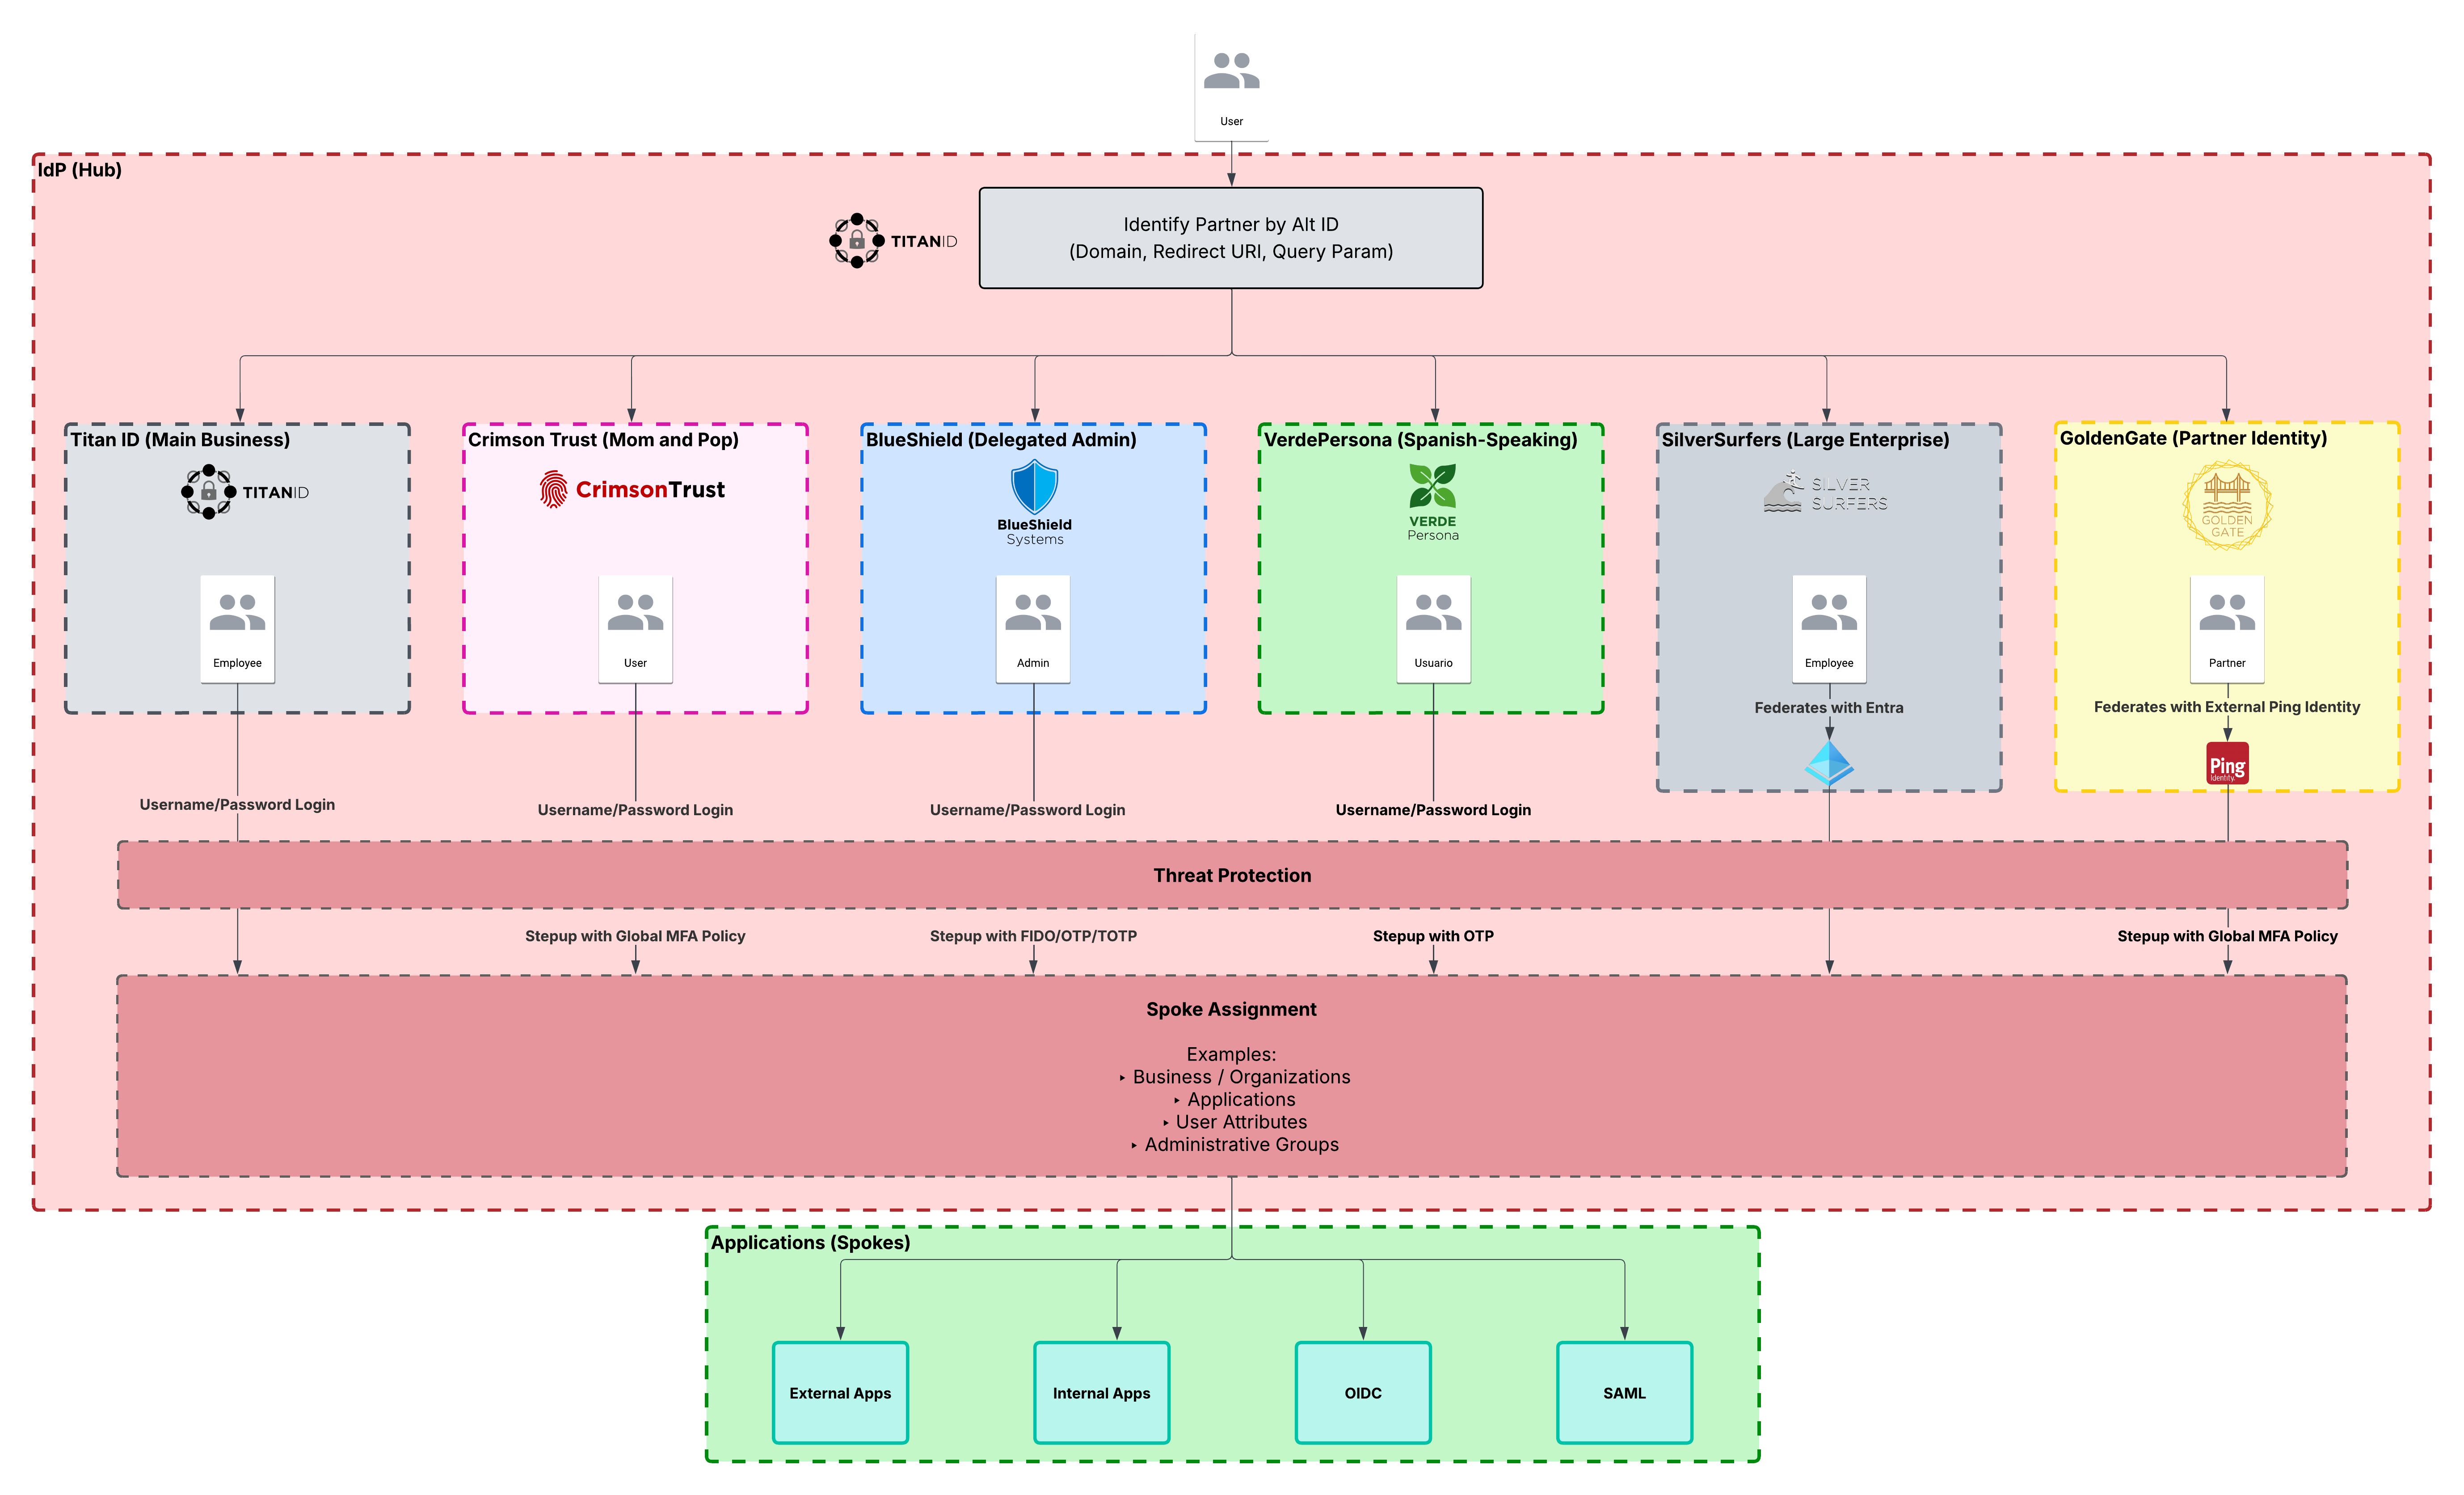 User
IdP (Hub)
TITANID
Identify Partner by Alt ID
(Domain, Redirect URI, Query Param)
Titan ID (Main Business)
Crimson Trust (Mom and Pop)
BlueShield (Delegated Admin)
VerdePersona (Spanish-Speaking)
SilverSurfers (Large Enterprise)
GoldenGate (Partner Identity)
TITANID
CrimsonTrust
BlueShield
Systems
VERDE
Persona
SILVER
SURFERS
GOLDEN
GATE
Employee
User
Admin
Usuario
Employee
Partner
Federates with Entra
Federates with External Ping Identity
Ping
Identity.
Username/Password Login
Username/Password Login
Username/Password Login
Username/Password Login
Threat Protection
Stepup with Global MFA Policy
Stepup with FIDO/OTP/TOTP
Stepup with OTP
Stepup with Global MFA Policy
Spoke Assignment
Examples:
‣ Business / Organizations
‣ Applications
‣ User Attributes
‣ Administrative Groups
Applications (Spokes)
External Apps
Internal Apps
OIDC
SAML